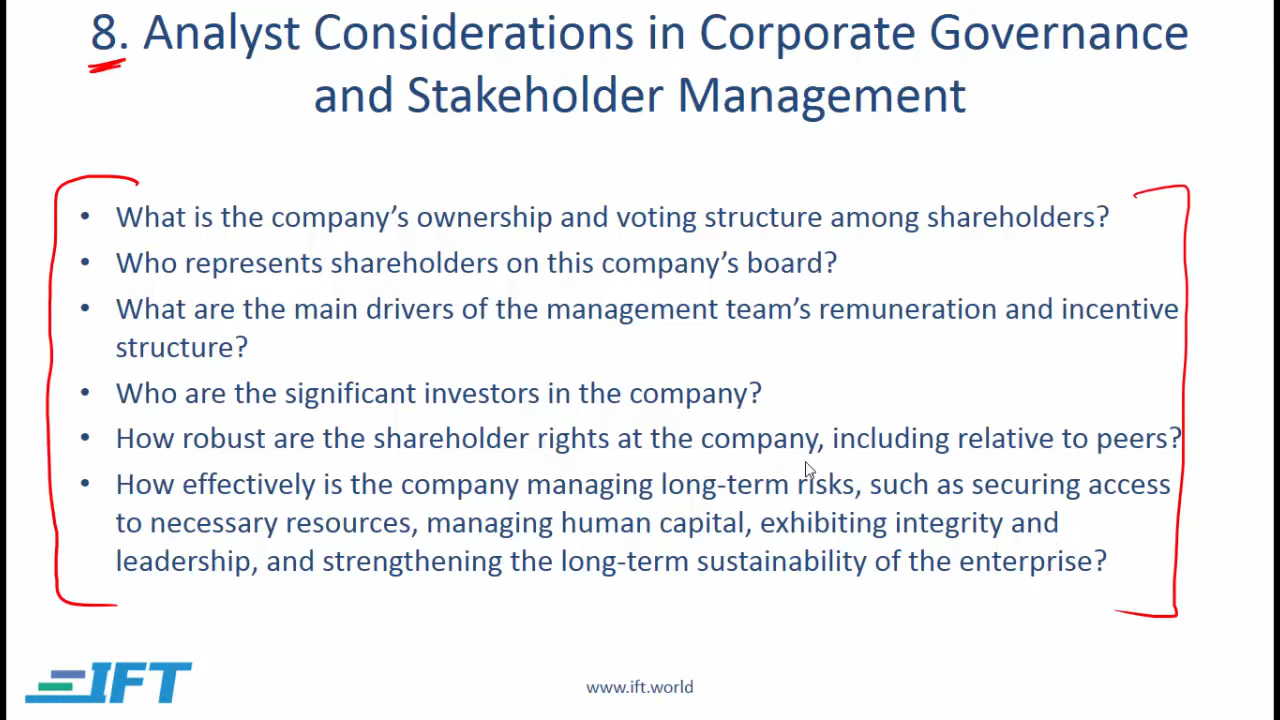 8. Analyst Considerations in Corporate Governance
and Stakeholder Management
• What is the company's ownership and voting structure among shareholders?
• Who represents shareholders on this company's board?
• What are the main drivers of the management team's remuneration and incentive
structure?
• Who are the significant investors in the company?
• How robust are the shareholder rights at the company, including relative to peers?
• How effectively is the company managing long-term risks, such as securing access
to necessary resources, managing human capital, exhibiting integrity and
leadership, and strengthening the long-term sustainability of the enterprise?
IFT
www.ift.world